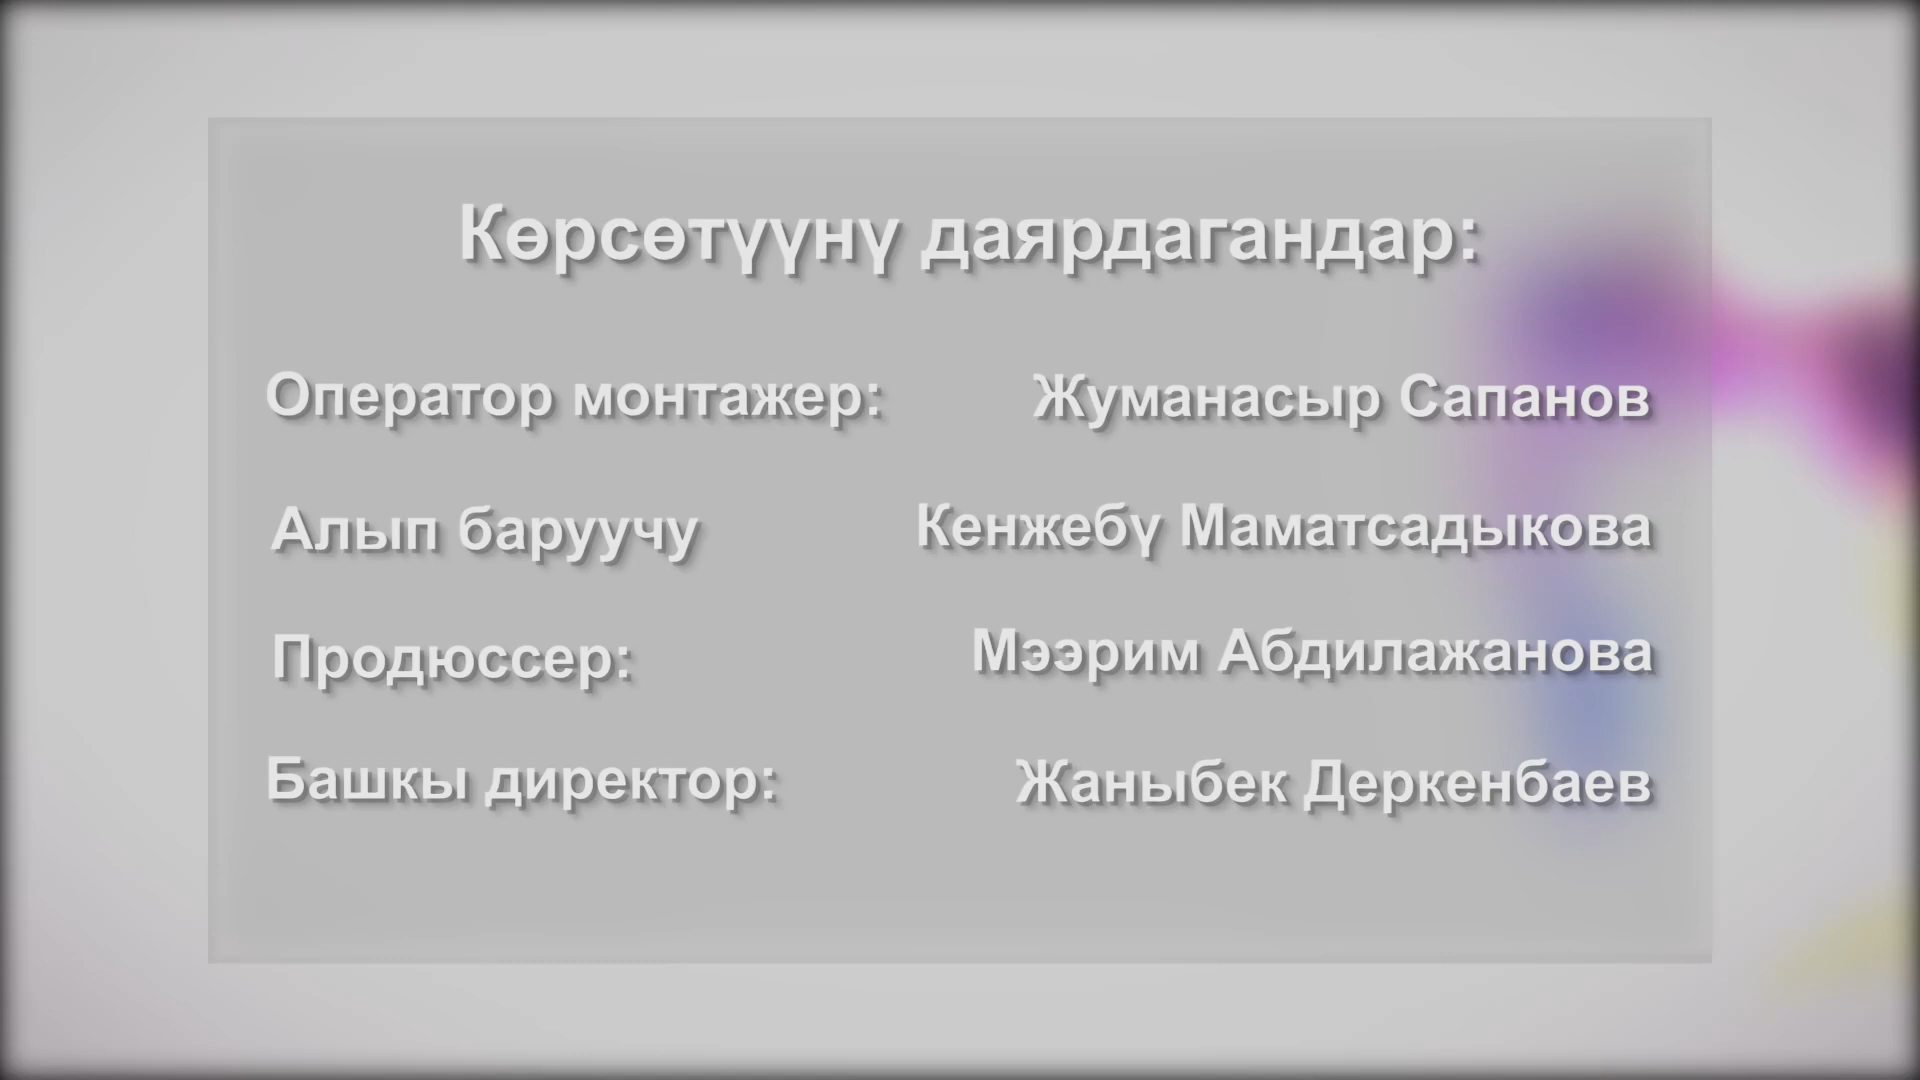 Көрсөтүүнү даярдагандар:
Оператор монтажер: Жуманасыр Сапанов
Алып баруучу Кенжебү Маматсадыкова
Продюссер: Мээрим Абдилажанова
Башкы директор: Жаныбек Деркенбаев